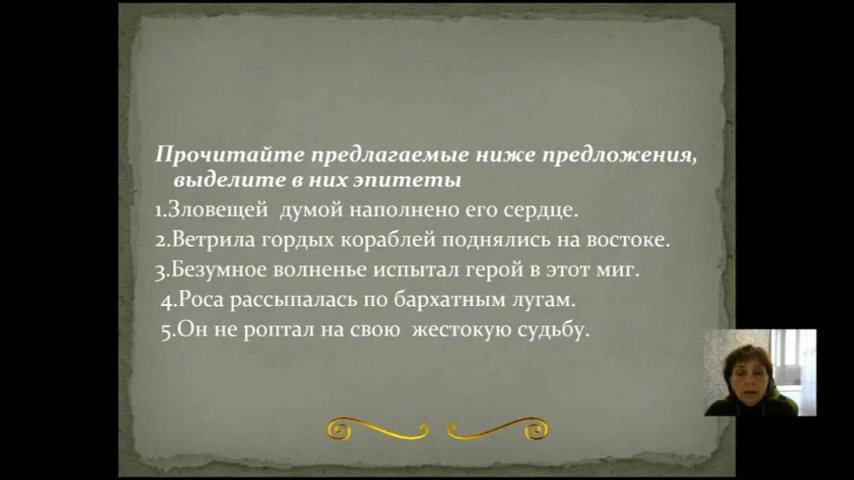 Прочитайте предлагаемые ниже предложения,
выделите в них эпитеты
1.Зловещей думой наполнено его сердце.
2.Ветрила гордых кораблей поднялись на востоке.
3.Безумное волненье испытал герой в этот миг.
4.Роса рассыпалась по бархатным лугам.
5.Он не роптал на свою жестокую судьбу.